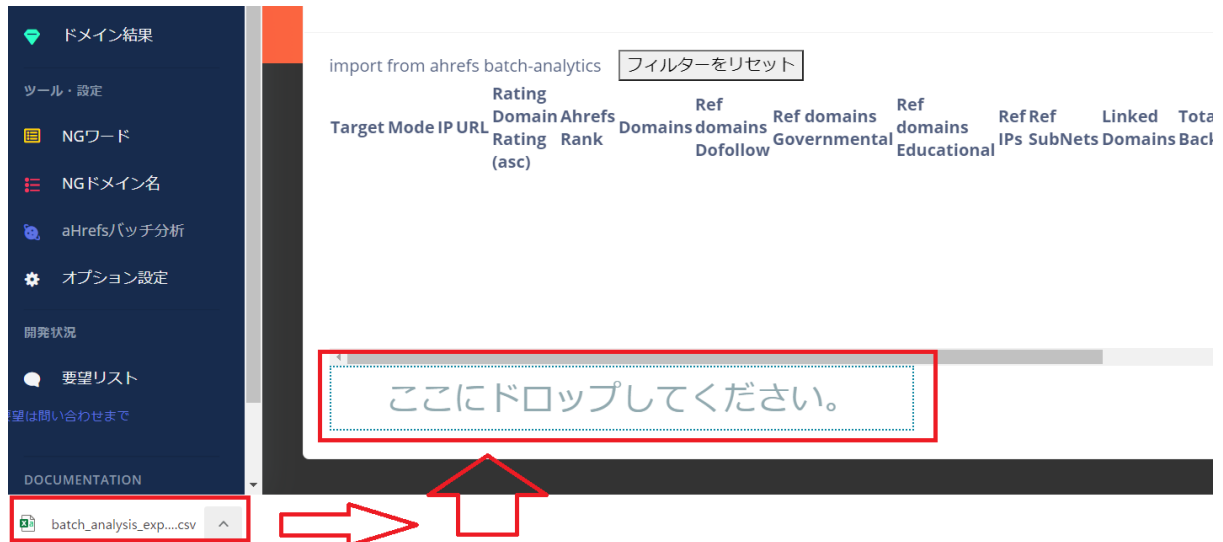 ドメイン結果
ツール・設定
NGワード
NGドメイン名
aHrefsバッチ分析
オプション設定
開発状況
要望リスト
望は問い合わせまで
DOCUMENTATION
import from ahrefs batch-analytics フィルターをリセット
Target Mode IP URL Rating Domain Rating (asc) Ahrefs Rank Domains Ref domains Dofollow Ref domains Governmental Ref domains Educational Ref IPs Ref SubNets Linked Domains Tota Back
ここにドロップしてください。
batch_analysis_exp....csv